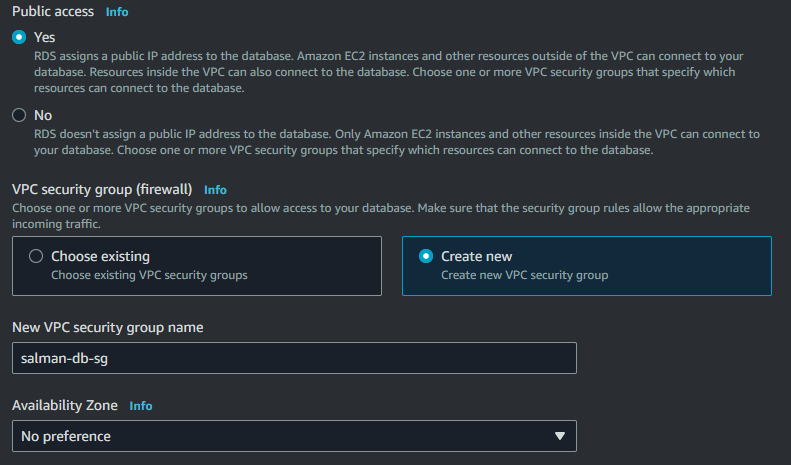 Public access Info
Yes
RDS assigns a public IP address to the database. Amazon EC2 instances and other resources outside of the VPC can connect to your
database. Resources inside the VPC can also connect to the database. Choose one or more VPC security groups that specify which
resources can connect to the database.
No
RDS doesn't assign a public IP address to the database. Only Amazon EC2 instances and other resources inside the VPC can connect to
your database. Choose one or more VPC security groups that specify which resources can connect to the database.
VPC security group (firewall) Info
Choose one or more VPC security groups to allow access to your database. Make sure that the security group rules allow the appropriate
incoming traffic.
Choose existing
Choose existing VPC security groups
Create new
Create new VPC security group
New VPC security group name
salman-db-sg
Availability Zone Info
No preference